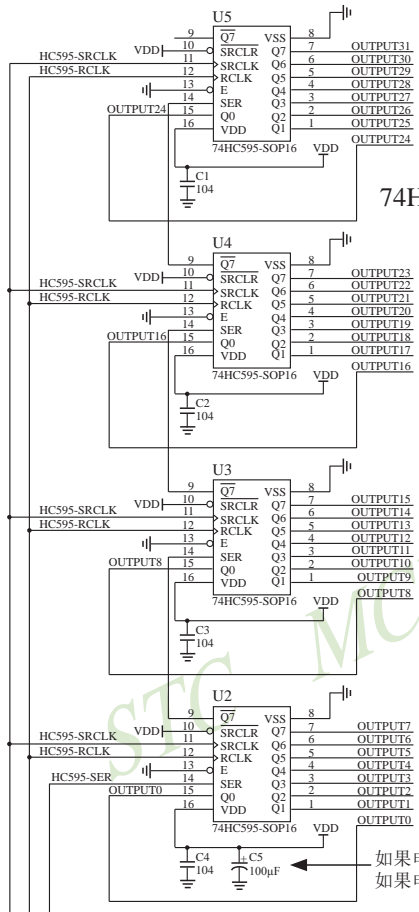 U5
9 Q7 VSS 8
VDD 10 SRCLR Q7 7 OUTPUT31
HC595-SRCLK 11 SRCLK Q6 6 OUTPUT30
HC595-RCLK 12 RCLK Q5 5 OUTPUT29
13 E Q4 4 OUTPUT28
14 SER Q3 3 OUTPUT27
OUTPUT24 15 Q0 Q2 2 OUTPUT26
16 VDD Q1 1 OUTPUT25
74HC595-SOP16 VDD OUTPUT24
C1
104
74H
U4
9 Q7 VSS 8
VDD 10 SRCLR Q7 7 OUTPUT23
HC595-SRCLK 11 SRCLK Q6 6 OUTPUT22
HC595-RCLK 12 RCLK Q5 5 OUTPUT21
13 E Q4 4 OUTPUT20
14 SER Q3 3 OUTPUT19
OUTPUT16 15 Q0 Q2 2 OUTPUT18
16 VDD Q1 1 OUTPUT17
74HC595-SOP16 VDD OUTPUT16
C2
104
U3
9 Q7 VSS 8
VDD 10 SRCLR Q7 7 OUTPUT15
HC595-SRCLK 11 SRCLK Q6 6 OUTPUT14
HC595-RCLK 12 RCLK Q5 5 OUTPUT13
13 E Q4 4 OUTPUT12
14 SER Q3 3 OUTPUT11
OUTPUT8 15 Q0 Q2 2 OUTPUT10
16 VDD Q1 1 OUTPUT9
74HC595-SOP16 VDD OUTPUT8
C3
104
STC MC
U2
9 Q7 VSS 8
VDD 10 SRCLR Q7 7 OUTPUT7
HC595-SRCLK 11 SRCLK Q6 6 OUTPUT6
HC595-RCLK 12 RCLK Q5 5 OUTPUT5
13 E Q4 4 OUTPUT4
HC595-SER 14 SER Q3 3 OUTPUT3
OUTPUT0 15 Q0 Q2 2 OUTPUT2
16 VDD Q1 1 OUTPUT1
74HC595-SOP16 VDD OUTPUT0
C4 + C5
104 100μF
如果电
如果电